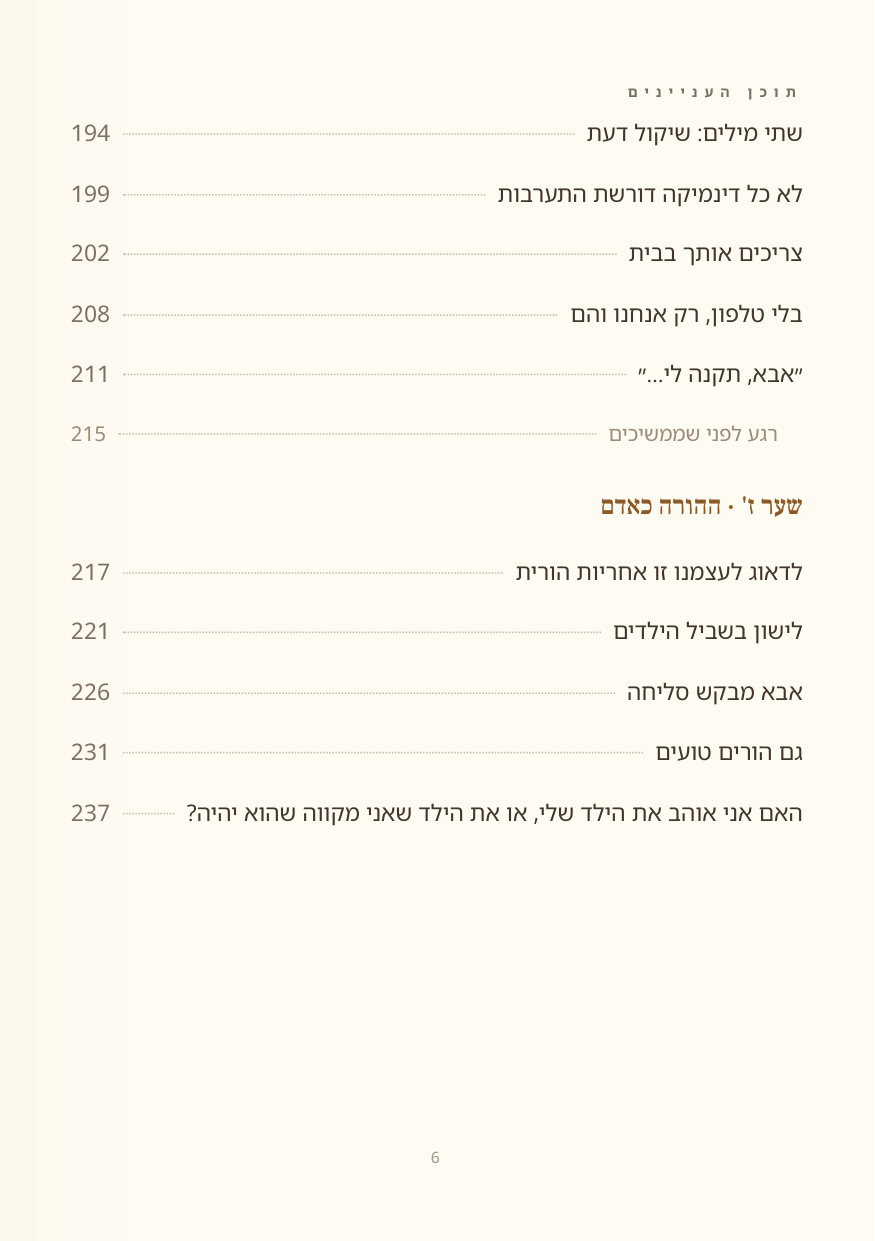 תוכן העניינים
שתי מילים: שיקול דעת 194
לא כל דינמיקה דורשת התערבות 199
צריכים אותך בבית 202
בלי טלפון, רק אנחנו והם 208
״אבא, תקנה לי...״ 211
רגע לפני שממשיכים 215
שער ז' · ההורה כאדם
לדאוג לעצמנו זו אחריות הורית 217
לישון בשביל הילדים 221
אבא מבקש סליחה 226
גם הורים טועים 231
האם אני אוהב את הילד שלי, או את הילד שאני מקווה שהוא יהיה? 237
6